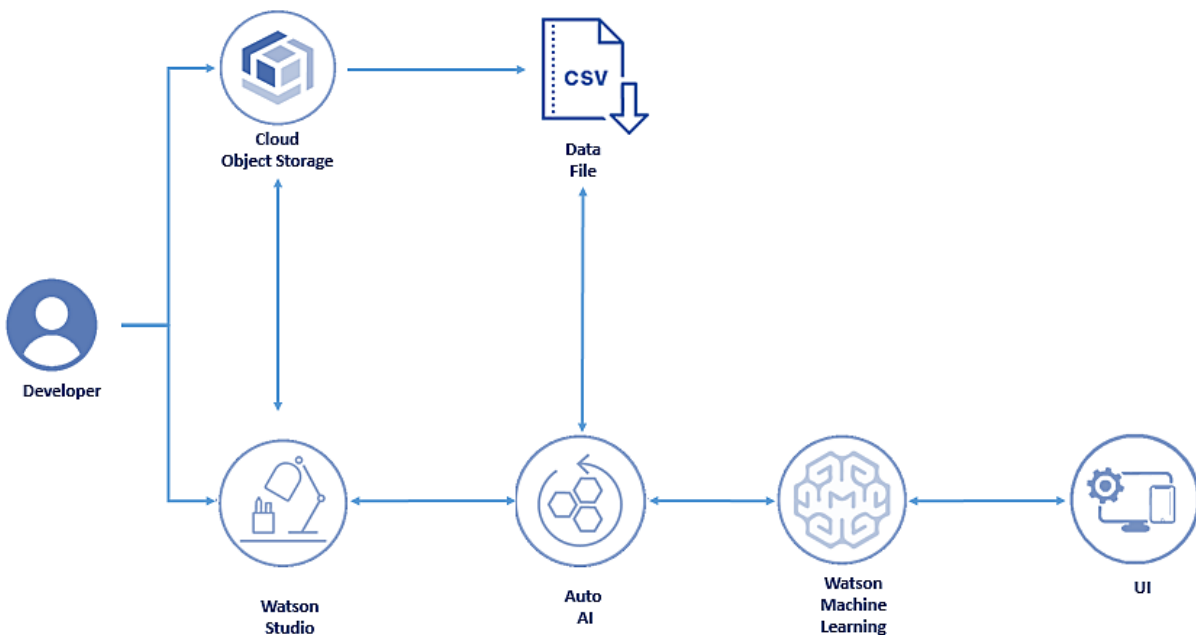 CSV
Cloud
Object Storage
Data
File
Developer
Watson
Studio
Auto
AI
Watson
Machine
Learning
UI